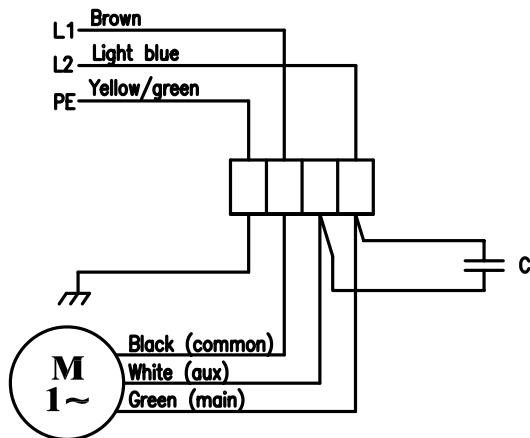 L1 Brown
L2 Light blue
PE Yellow/green
C
Black (common)
White (aux)
Green (main)
M
1~